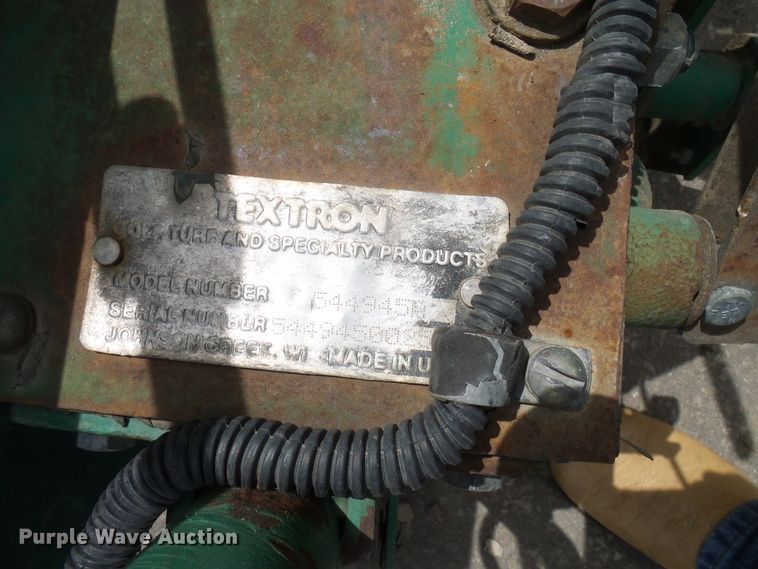 TEXTRON
GOLF, TURF AND SPECIALTY PRODUCTS
MODEL NUMBER
SERIAL NUMBER
JOHNSON CREEK, WI MADE IN U
Purple Wave Auction